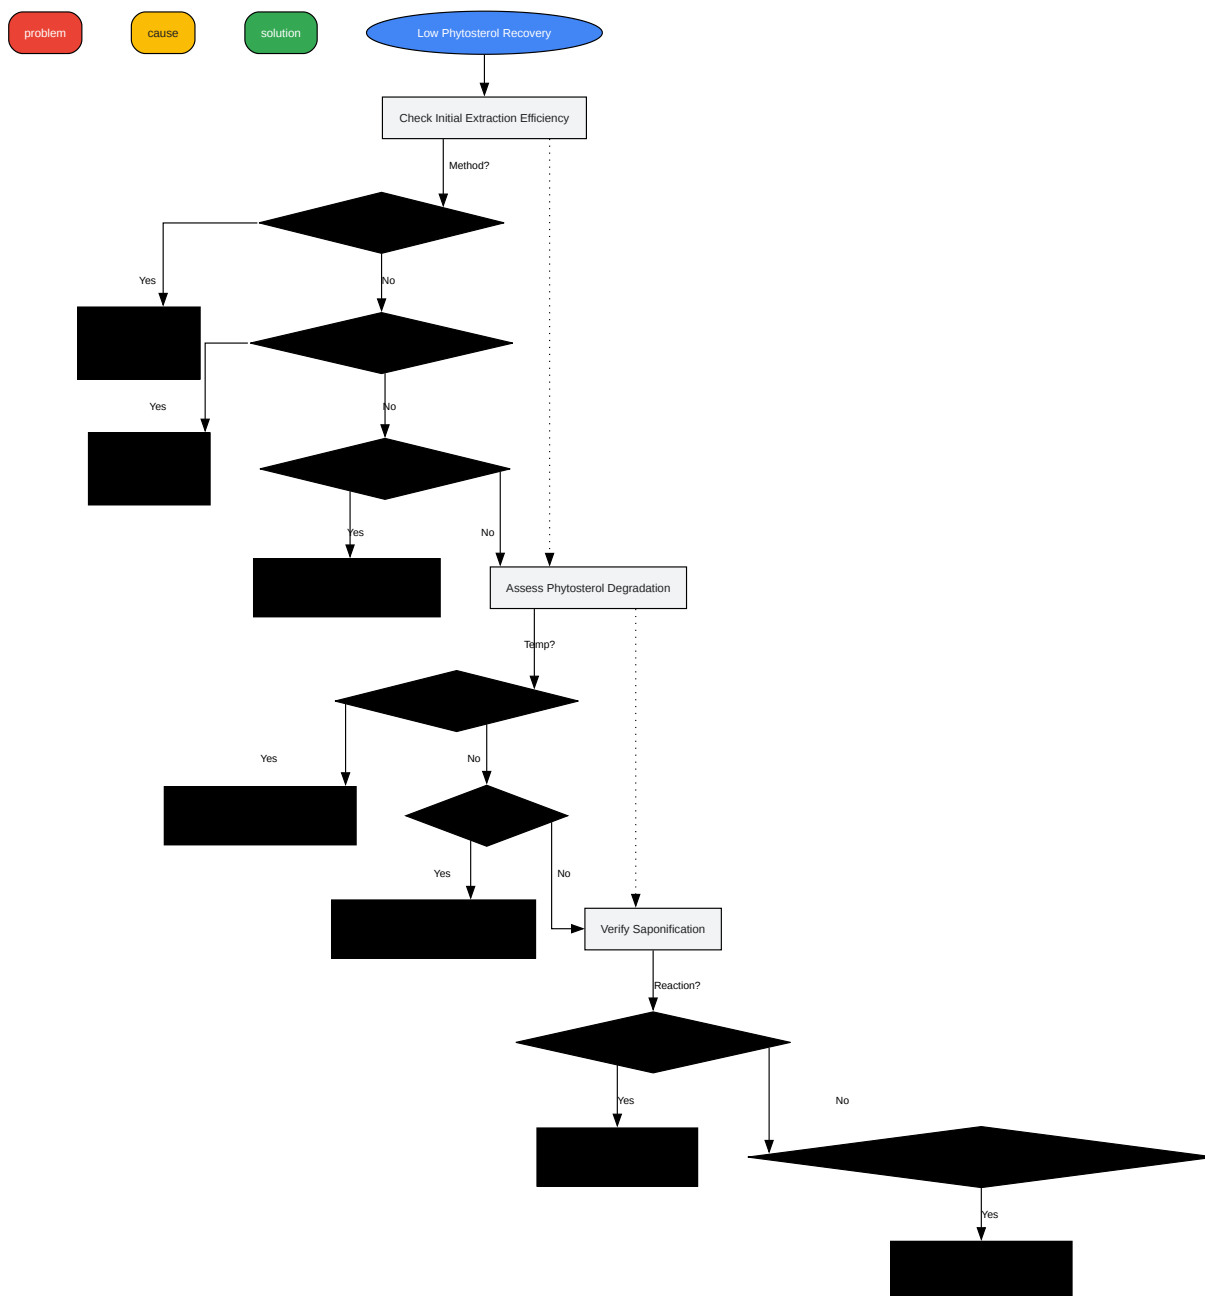 problem
cause
solution
Low Phytosterol Recovery
Check Initial Extraction Efficiency
Method?
Yes
No
Yes
No
Yes
No
Assess Phytosterol Degradation
Temp?
Yes
No
Yes
No
Verify Saponification
Reaction?
Yes
No
Yes